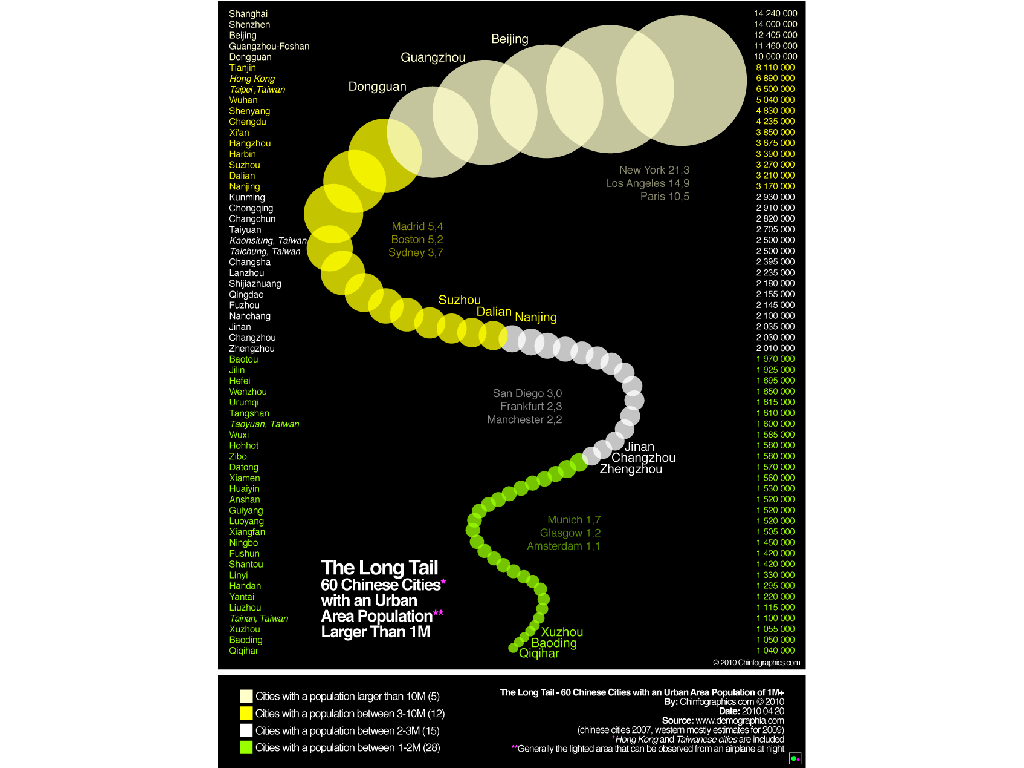 Shanghai 14 240 000
Shenzhen 14 000 000
Beijing 12 405 000
Guangzhou-Foshan 11 460 000
Dongguan 10 000 000
Tianjin 8 110 000
Hong Kong 6 890 000
Taipei, Taiwan 6 500 000
Wuhan 5 040 000
Shenyang 4 830 000
Chengdu 4 235 000
Xi'an 3 850 000
Hangzhou 3 675 000
Harbin 3 390 000
Suzhou 3 270 000
Dalian 3 210 000
Nanjing 3 170 000
Kunming 2 930 000
Chongqing 2 910 000
Changchun 2 820 000
Taiyuan 2 705 000
Kaohsiung, Taiwan 2 500 000
Taichung, Taiwan 2 500 000
Changsha 2 395 000
Lanzhou 2 235 000
Shijiazhuang 2 180 000
Qingdao 2 155 000
Fuzhou 2 145 000
Nanchang 2 100 000
Jinan 2 035 000
Changzhou 2 030 000
Zhengzhou 2 010 000
Baotou 1 970 000
Jilin 1 925 000
Hefei 1 695 000
Wenzhou 1 650 000
Urumqi 1 615 000
Tangshan 1 610 000
Taoyuan, Taiwan 1 600 000
Wuxi 1 585 000
Hohhot 1 580 000
Zibo 1 580 000
Datong 1 570 000
Xiamen 1 560 000
Huaiyin 1 530 000
Anshan 1 520 000
Guiyang 1 520 000
Luoyang 1 520 000
Xiangfan 1 505 000
Ningbo 1 450 000
Fushun 1 420 000
Shantou 1 420 000
Linyi 1 330 000
Handan 1 295 000
Yantai 1 220 000
Liuzhou 1 115 000
Tainan, Taiwan 1 100 000
Xuzhou 1 055 000
Baoding 1 050 000
Qiqihar 1 040 000
Beijing
Guangzhou
Dongguan
New York 21,3
Los Angeles 14,9
Paris 10,5
Madrid 5,4
Boston 5,2
Sydney 3,7
Suzhou
Dalian
Nanjing
San Diego 3,0
Frankfurt 2,3
Manchester 2,2
Jinan
Changzhou
Zhengzhou
Munich 1,7
Glasgow 1,2
Amsterdam 1,1
The Long Tail
60 Chinese Cities*
with an Urban
Area Population**
Larger Than 1M
Xuzhou
Baoding
Qiqihar
© 2010 Chinfographics.com
Cities with a population larger than 10M (5)
Cities with a population between 3-10M (12)
Cities with a population between 2-3M (15)
Cities with a population between 1-2M (28)
The Long Tail - 60 Chinese Cities with an Urban Area Population of 1M+
By: Chinfographics.com © 2010
Date: 2010 04 20
Source: www.demographia.com
(chinese cities 2007, western mostly estimates for 2005)
*Hong Kong and Taiwanese cities are included
**Generally the lighted area that can be observed from an airplane at night